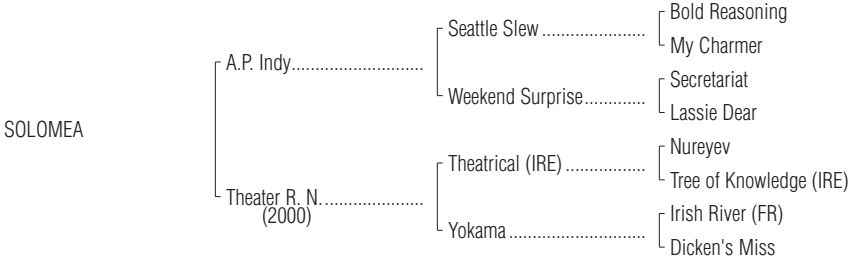 Bold Reasoning
Seattle Slew ......................
My Charmer
A.P. Indy............................
Secretariat
Weekend Surprise.............
Lassie Dear
SOLOMEA
Nureyev
Theatrical (IRE) .................
Tree of Knowledge (IRE)
Theater R. N. .....................
(2000)
Irish River (FR)
Yokama .............................
Dicken's Miss